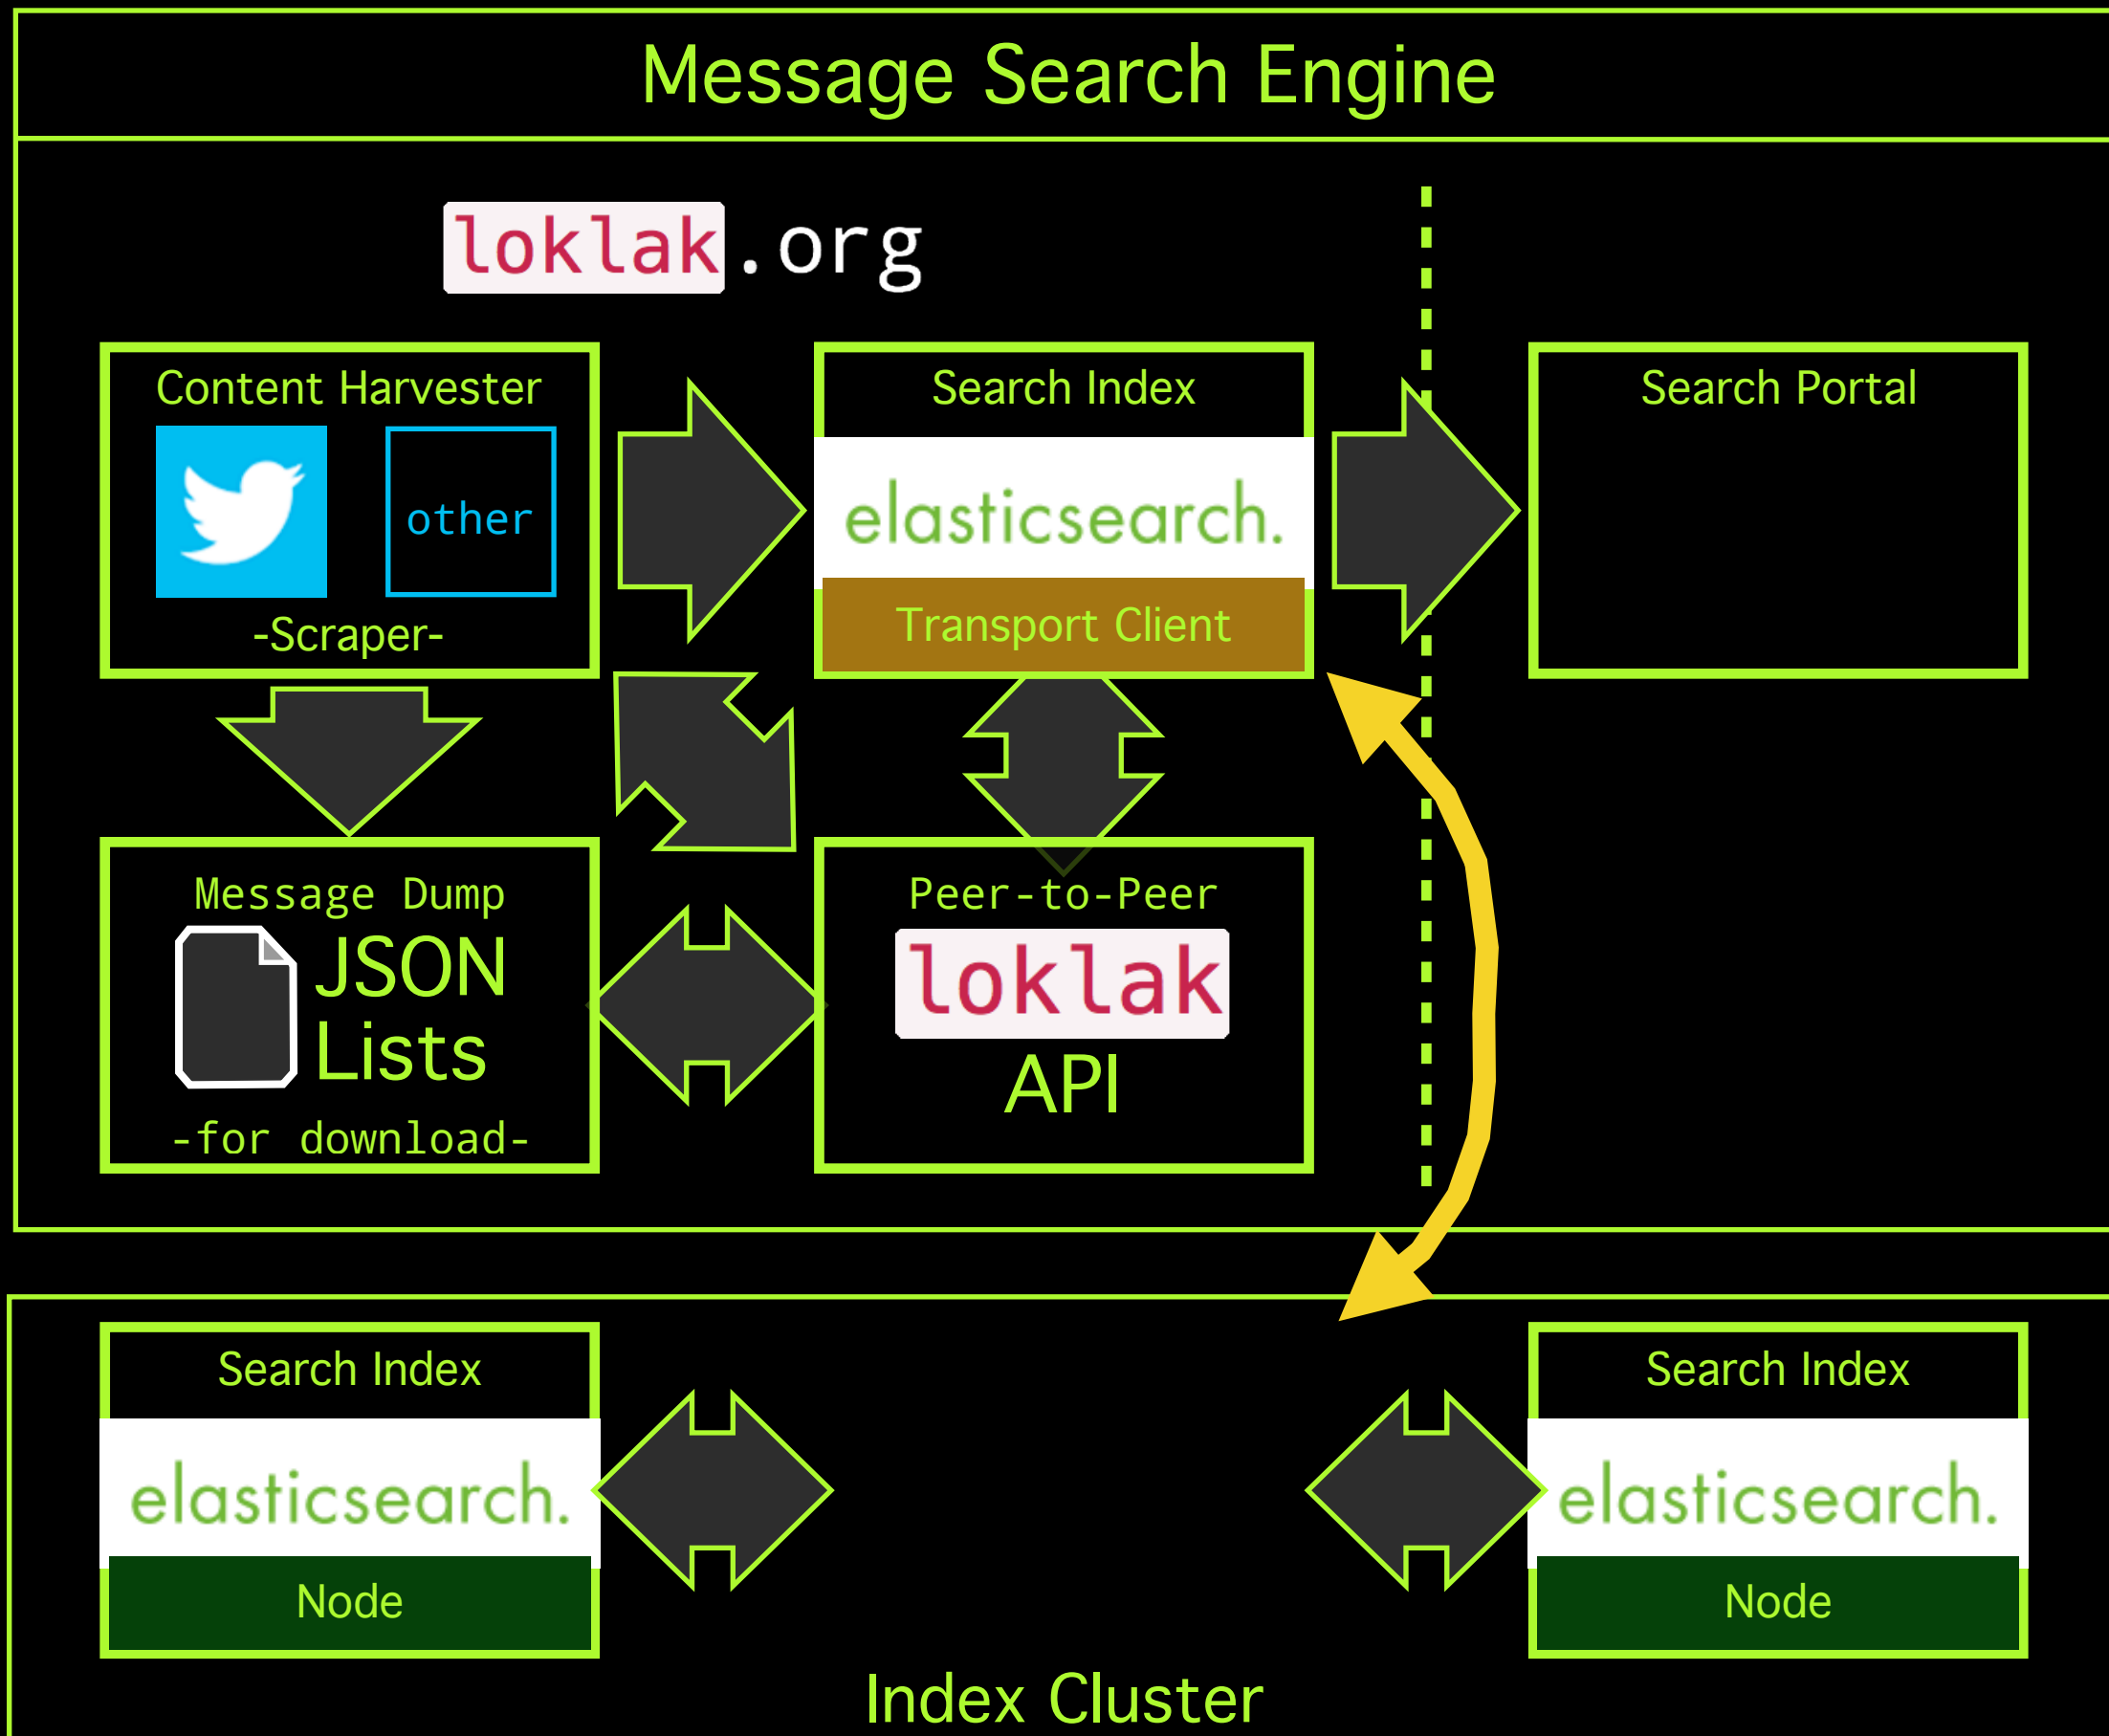 Message Search Engine
loklak.org
Content Harvester
other
-Scraper-
Search Index
elasticsearch.
Transport Client
Search Portal
Message Dump
JSON
Lists
-for download-
Peer-to-Peer
loklak
API
Search Index
elasticsearch.
Node
Search Index
elasticsearch.
Node
Index Cluster